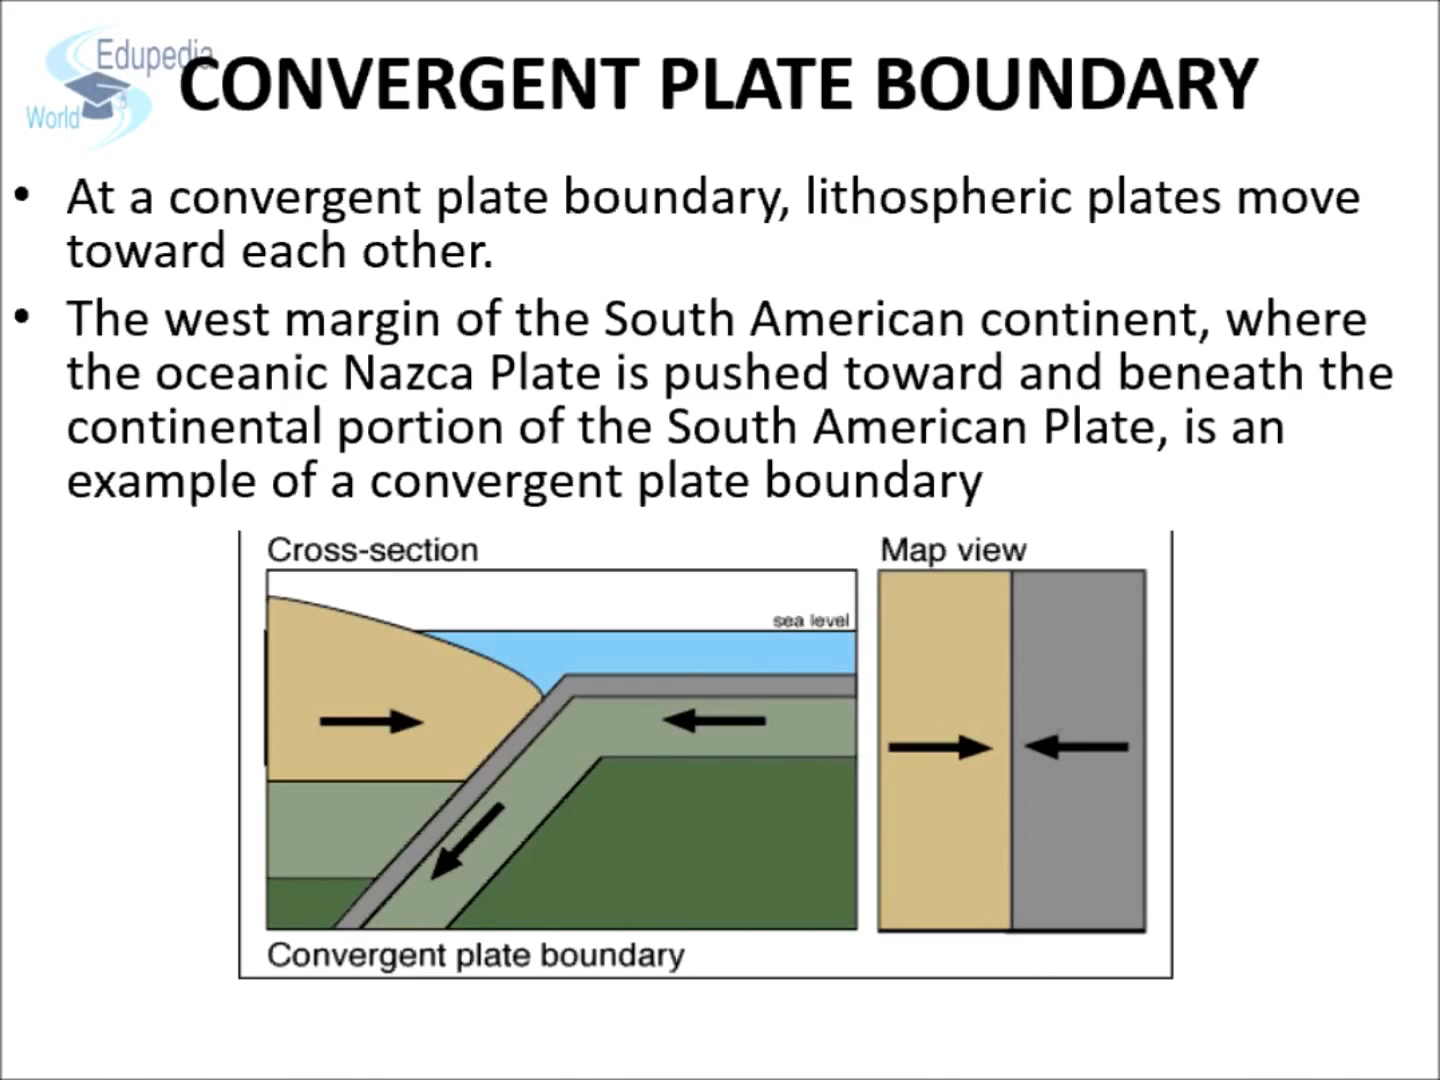 Edupedia
World
CONVERGENT PLATE BOUNDARY
• At a convergent plate boundary, lithospheric plates move
toward each other.
• The west margin of the South American continent, where
the oceanic Nazca Plate is pushed toward and beneath the
continental portion of the South American Plate, is an
example of a convergent plate boundary
Cross-section
Map view
sea level
Convergent plate boundary